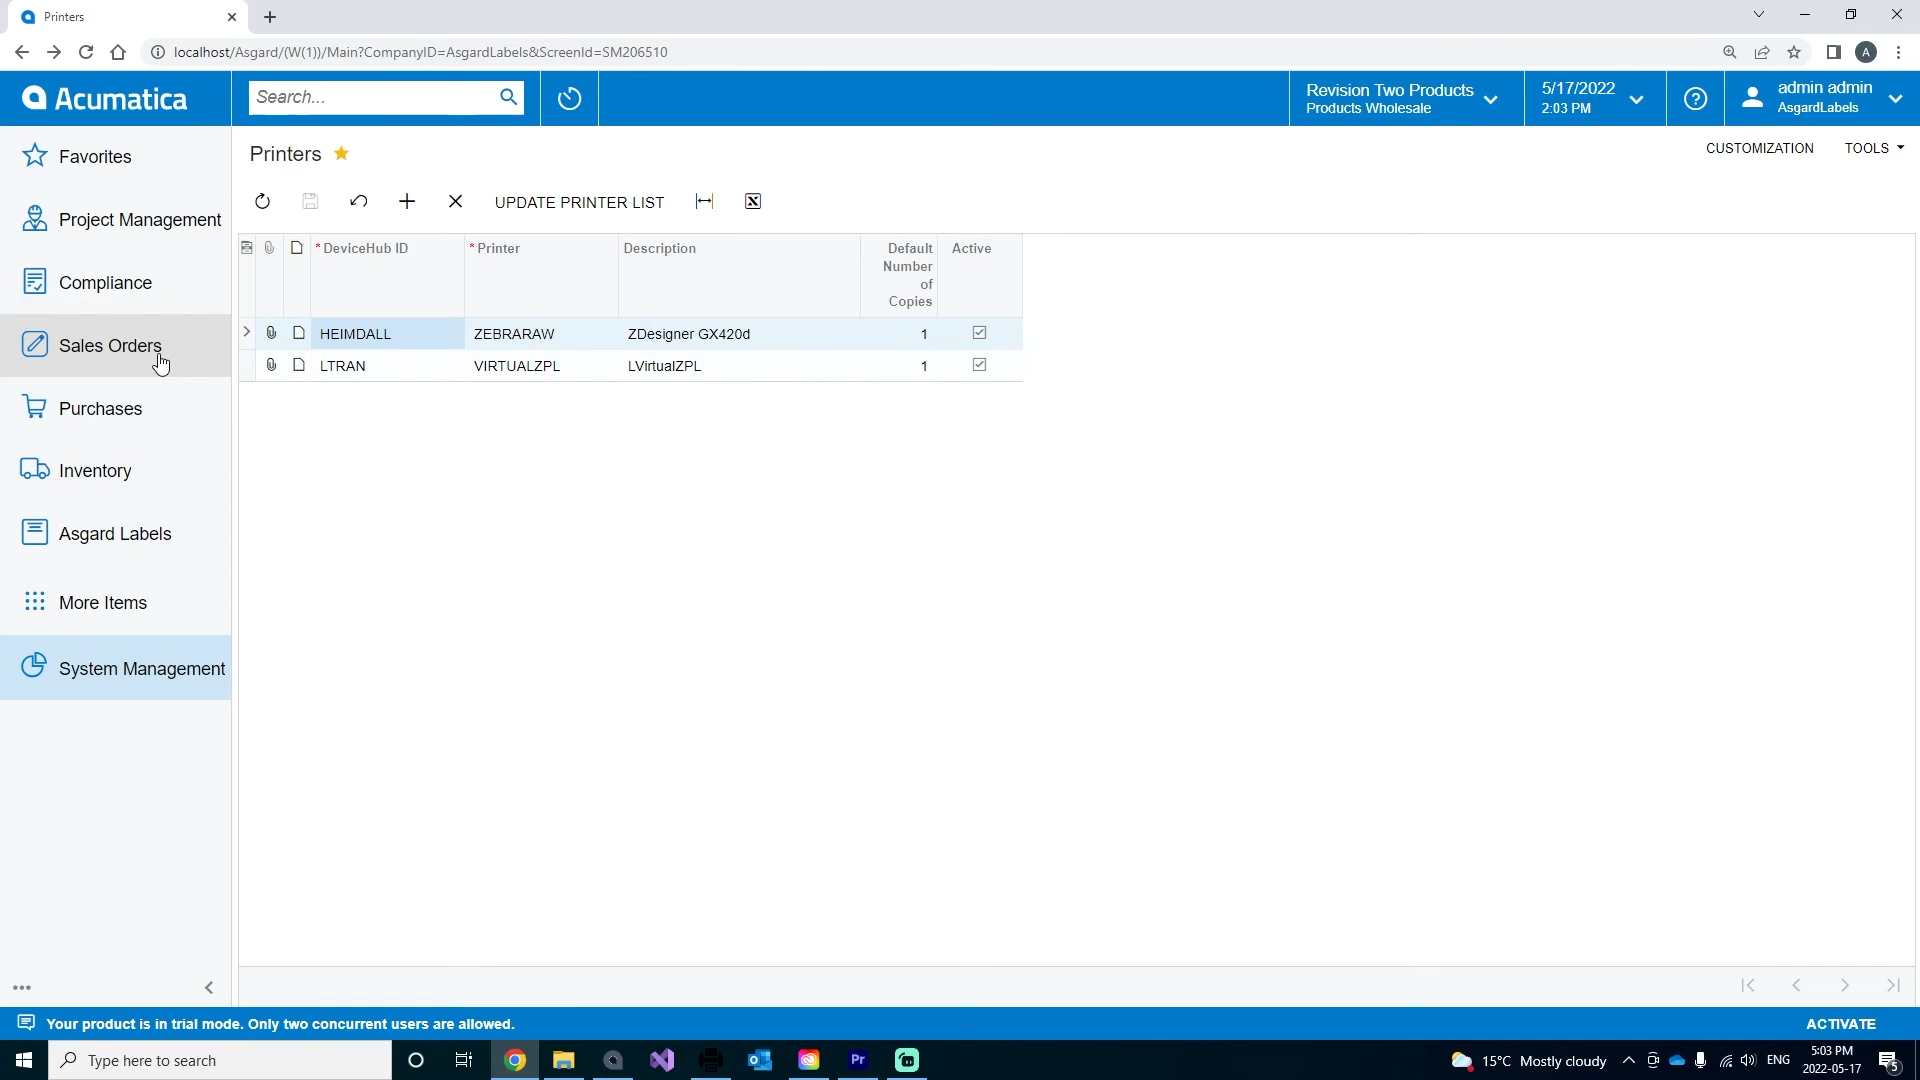 Printers
localhost/Asgard/(W(1))/Main?CompanyID=AsgardLabels&ScreenId=SM206510
A
Acumatica
Search...
Revision Two Products
Products Wholesale
5/17/2022
2:03 PM
?
admin admin
AsgardLabels
Favorites
Project Management
Compliance
Sales Orders
Purchases
Inventory
Asgard Labels
More Items
System Management
Printers
CUSTOMIZATION
TOOLS
UPDATE PRINTER LIST
* DeviceHub ID
* Printer
Description
Default
Number
of
Copies
Active
HEIMDALL
ZEBRARAW
ZDesigner GX420d
1
LTRAN
VIRTUALZPL
LVirtualZPL
1
Your product is in trial mode. Only two concurrent users are allowed.
ACTIVATE
Type here to search
Pr
15°C Mostly cloudy
ENG
5:03 PM
2022-05-17
5